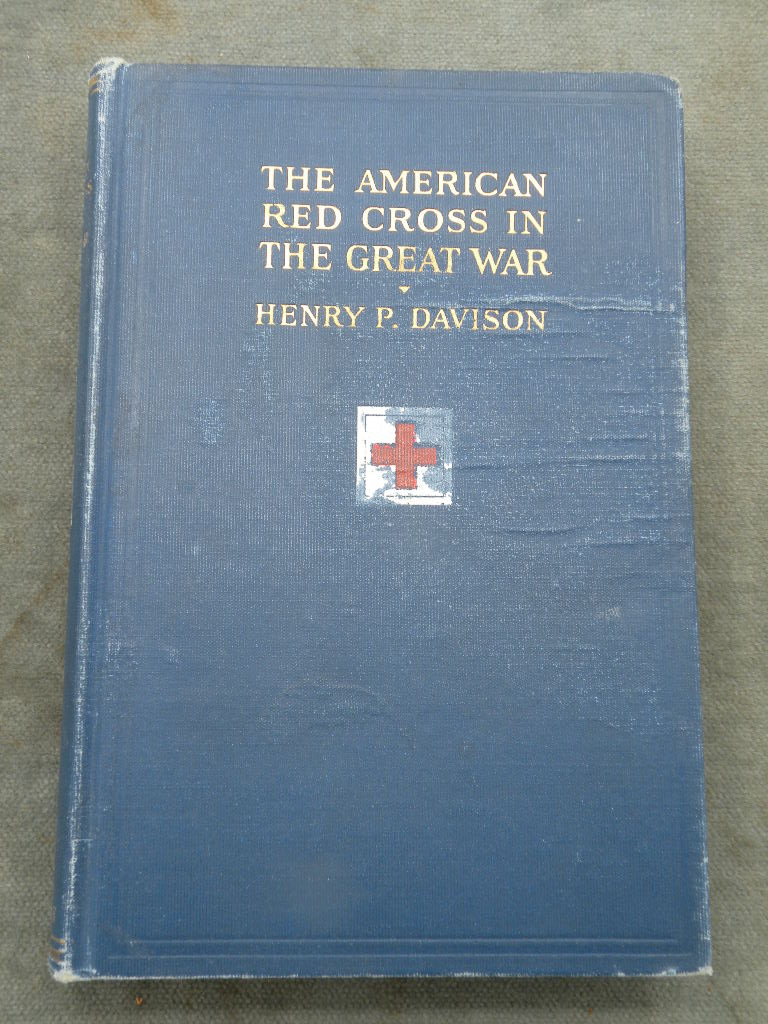 THE AMERICAN
RED CROSS IN
THE GREAT WAR
HENRY P. DAVISON